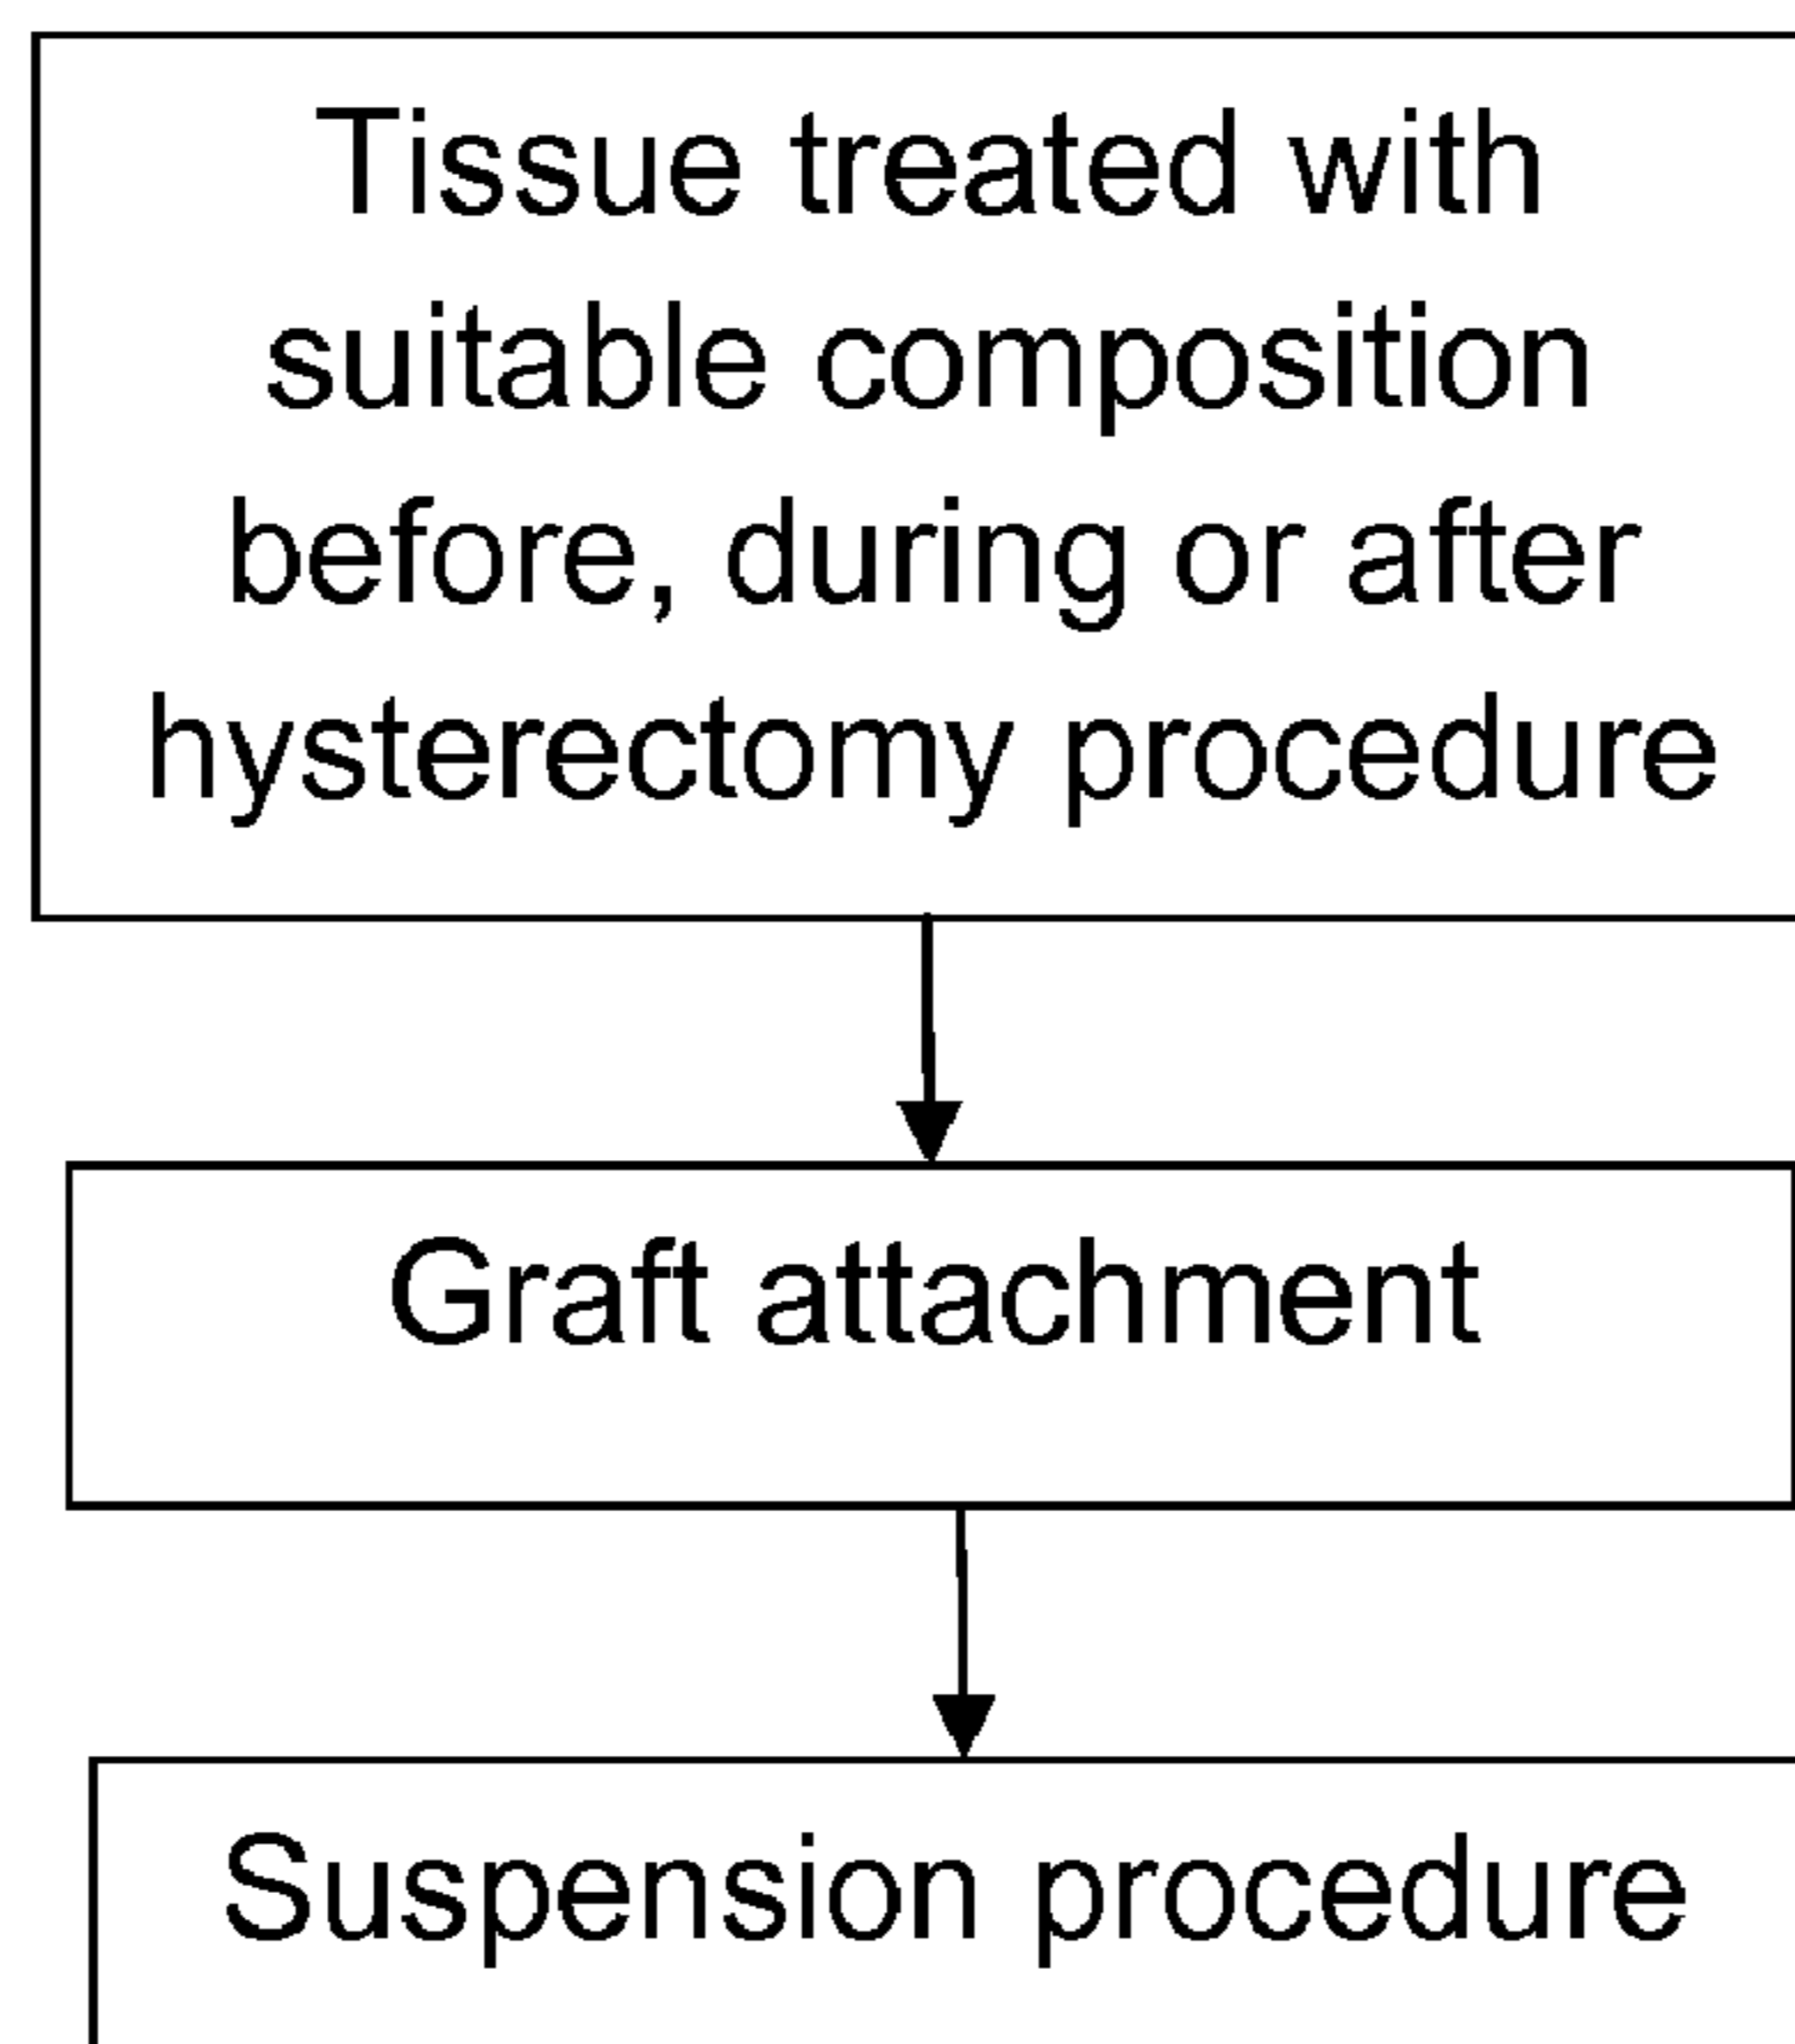 Tissue treated with
suitable composition
before, during or after
hysterectomy procedure
Graft attachment
Suspension procedure